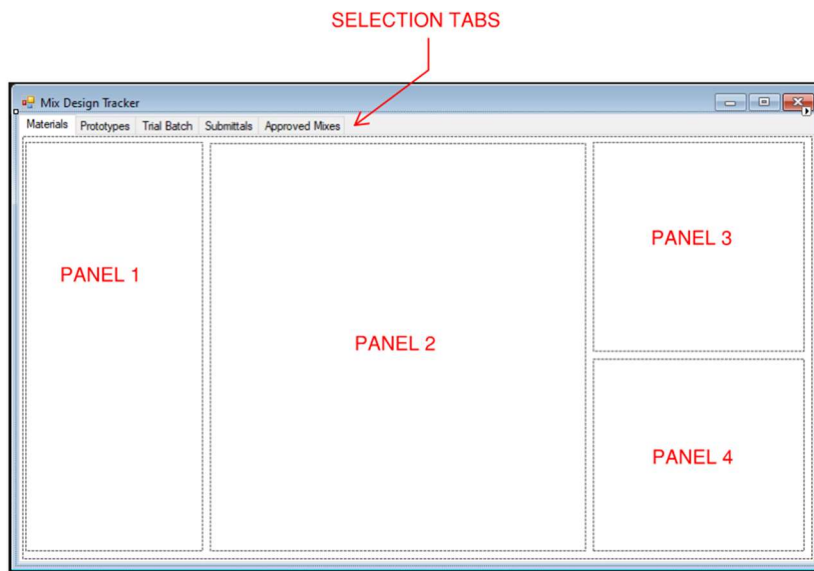 SELECTION TABS
Mix Design Tracker
Materials Prototypes Trial Batch Submittals Approved Mixes
PANEL 1
PANEL 2
PANEL 3
PANEL 4